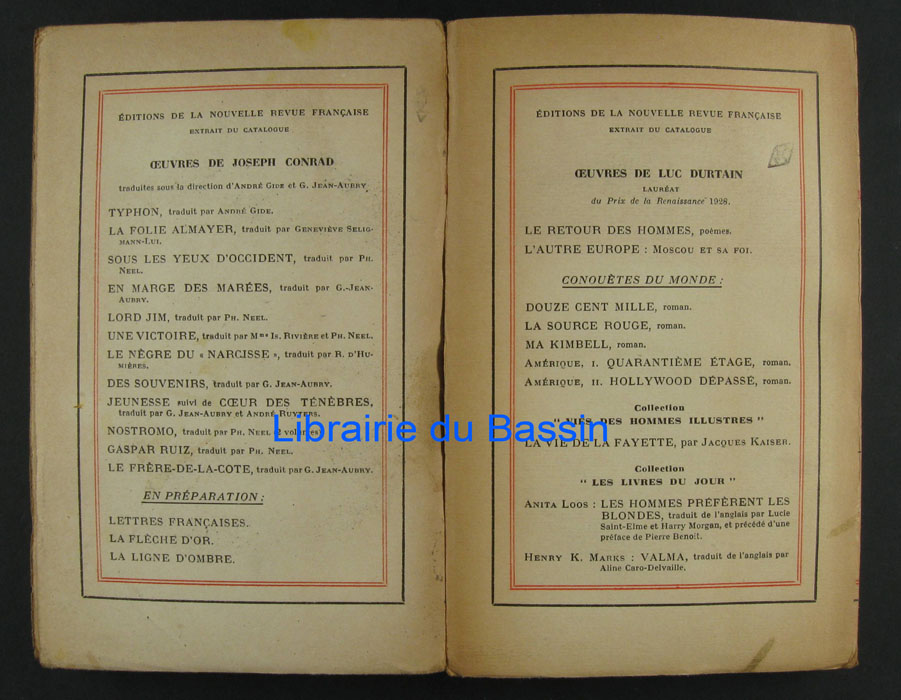 ÉDITIONS DE LA NOUVELLE REVUE FRANÇAISE
EXTRAIT DU CATALOGUE
ŒUVRES DE JOSEPH CONRAD
traduites sous la direction d'ANDRÉ GIDE et G. JEAN-AUBRY
TYPHON, traduit par ANDRÉ GIDE.
LA FOLIE ALMAYER, traduit par GENEVIÈVE SELIG-
MANN-LUI.
SOUS LES YEUX D'OCCIDENT, traduit par PH.
NEEL.
EN MARGE DES MARÉES, traduit par G.-JEAN-
AUBRY.
LORD JIM, traduit par PH. NEEL.
UNE VICTOIRE, traduit par Mme IS. RIVIÈRE et PH. NEEL.
LE NÈGRE DU « NARCISSE », traduit par R. D'HU-
MIÈRES.
DES SOUVENIRS, traduit par G. JEAN-AUBRY.
JEUNESSE suivi de CŒUR DES TÉNÈBRES,
traduit par G. JEAN-AUBRY et ANDRÉ RUYTERS.
NOSTROMO, traduit par PH. NEEL (2 volumes)
GASPAR RUIZ, traduit par PH. NEEL.
LE FRÈRE-DE-LA-COTE, traduit par G. JEAN-AUBRY.
EN PRÉPARATION :
LETTRES FRANÇAISES.
LA FLÈCHE D'OR.
LA LIGNE D'OMBRE.
ÉDITIONS DE LA NOUVELLE REVUE FRANÇAISE
EXTRAIT DU CATALOGUE
ŒUVRES DE LUC DURTAIN
LAURÉAT
du Prix de la Renaissance 1928.
LE RETOUR DES HOMMES, poèmes.
L'AUTRE EUROPE : MOSCOU ET SA FOI.
CONQUÊTES DU MONDE :
DOUZE CENT MILLE, roman.
LA SOURCE ROUGE, roman.
MA KIMBELL, roman.
AMÉRIQUE, I. QUARANTIÈME ÉTAGE, roman.
AMÉRIQUE, II. HOLLYWOOD DÉPASSÉ, roman.
Collection
" VIES DES HOMMES ILLUSTRES "
LA VIE DE LA FAYETTE, par JACQUES KAISER.
Collection
" LES LIVRES DU JOUR "
ANITA LOOS : LES HOMMES PRÉFÈRENT LES
BLONDES, traduit de l'anglais par Lucie
Saint-Elme et Harry Morgan, et précédé d'une
préface de Pierre Benoit.
HENRY K. MARKS : VALMA, traduit de l'anglais par
Aline Caro-Delvaille.
Librairie du Bassin